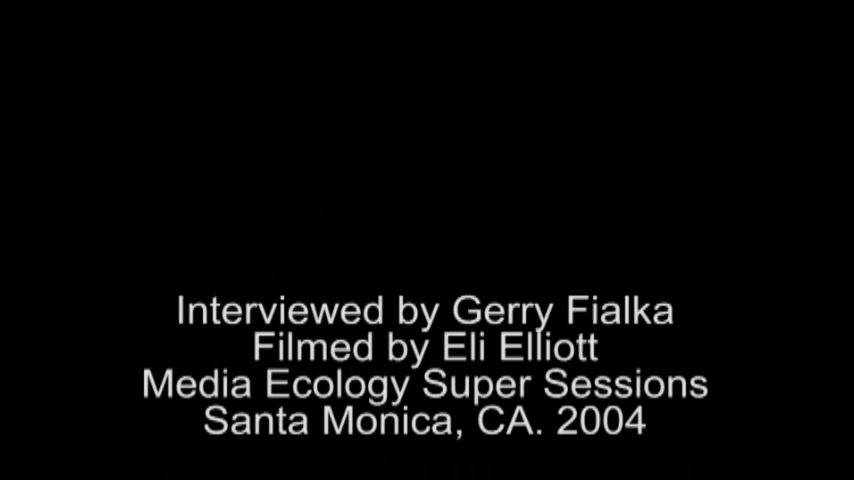 Interviewed by Gerry Fialka
Filmed by Eli Elliott
Media Ecology Super Sessions
Santa Monica, CA. 2004